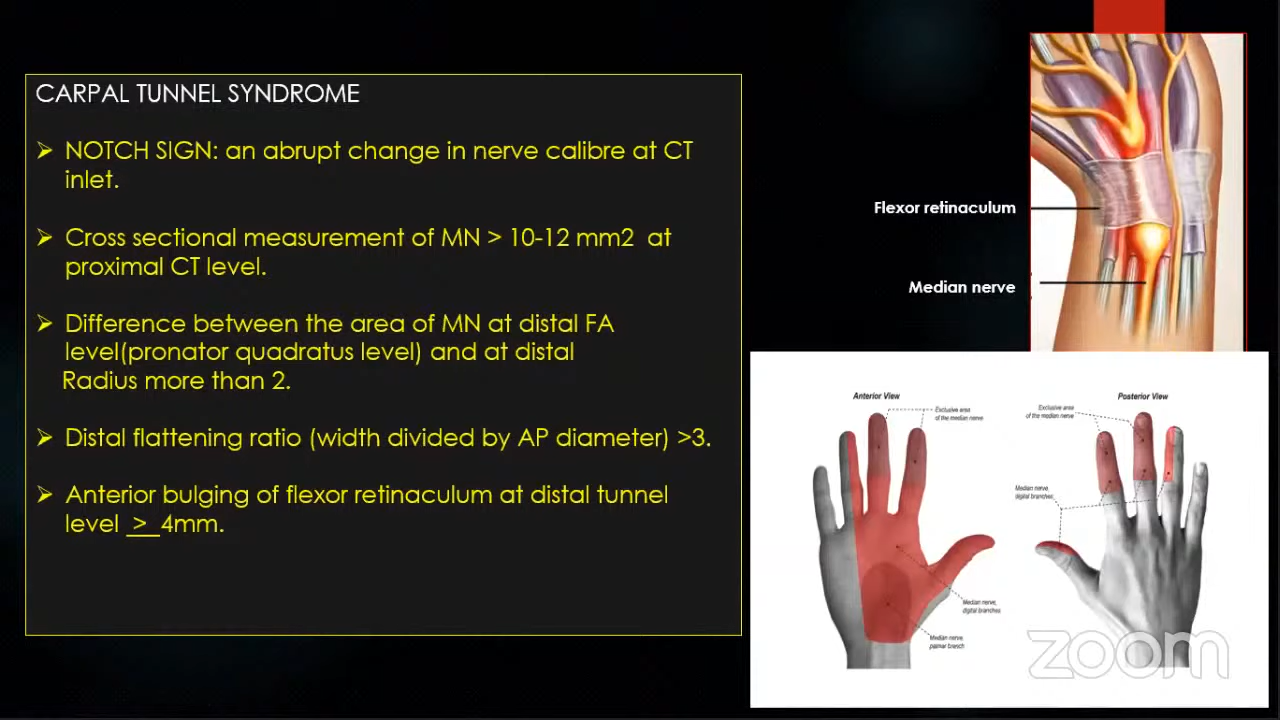 CARPAL TUNNEL SYNDROME
NOTCH SIGN: an abrupt change in nerve calibre at CT
inlet.
Cross sectional measurement of MN > 10-12 mm2 at
proximal CT level.
Difference between the area of MN at distal FA
level(pronator quadratus level) and at distal
Radius more than 2.
Distal flattening ratio (width divided by AP diameter) >3.
Anterior bulging of flexor retinaculum at distal tunnel
level > 4mm.
Flexor retinaculum
Median nerve
Anterior View
Exclusive area
of the median nerve
Median nerve,
digital branches
Median nerve,
palmar branch
Posterior View
Exclusive area
of the median nerve
Median nerve,
digital branches
zoom